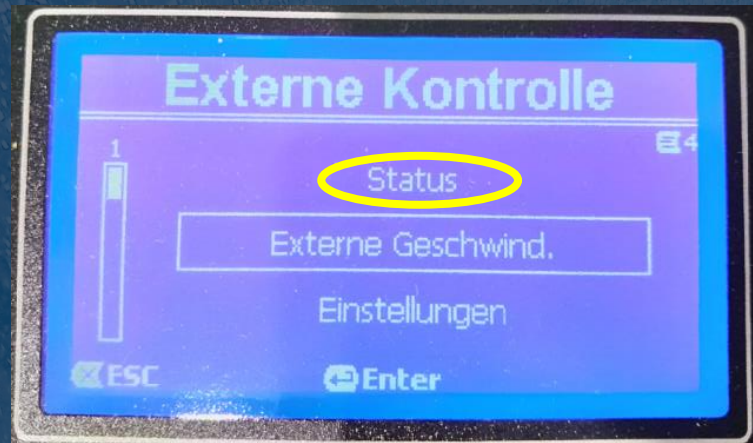 Externe Kontrolle
4
1
Status
Externe Geschwind.
Einstellungen
ESC
Enter